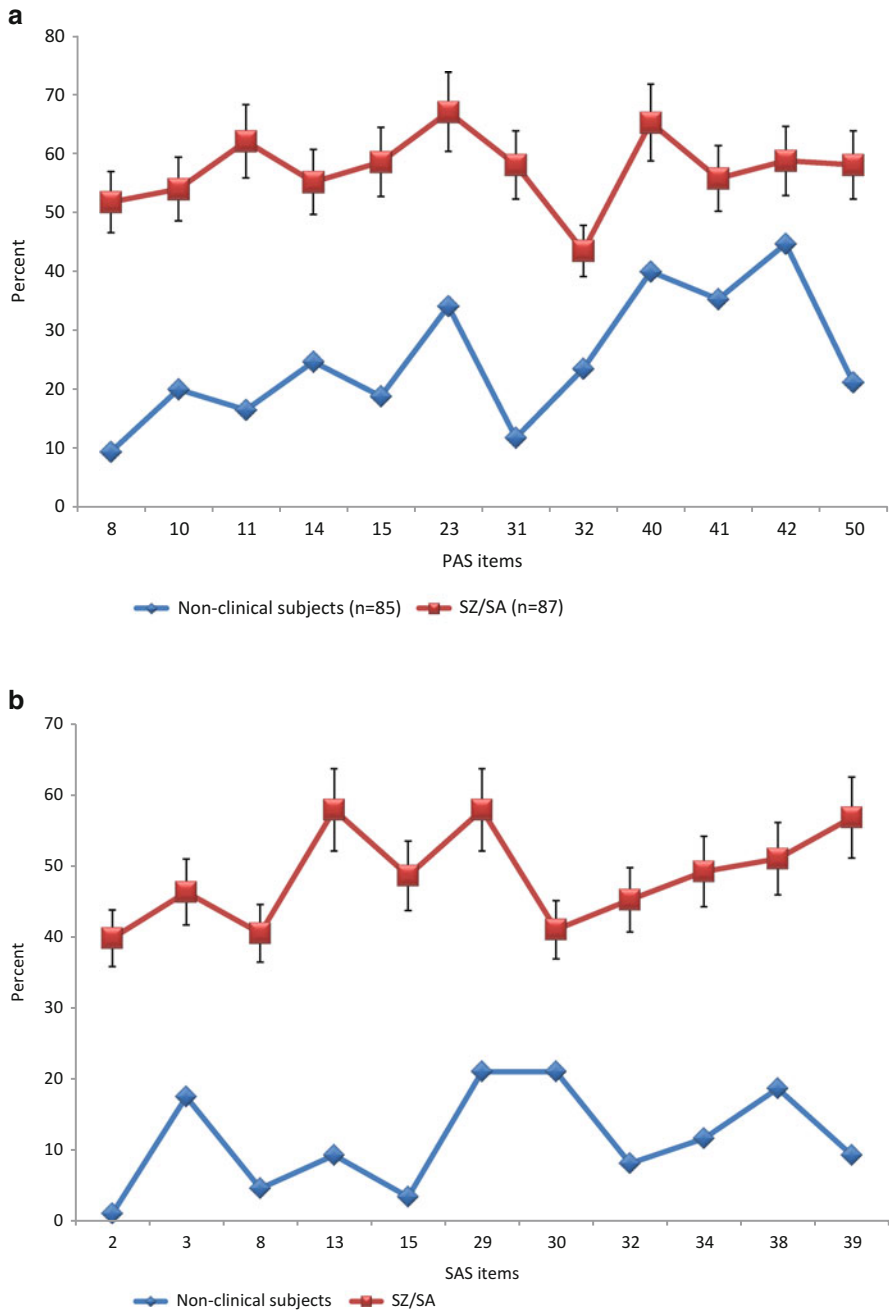 a
80
70
60
50
40
30
20
10
0
Percent
8 10 11 14 15 23 31 32 40 41 42 50
PAS items
Non-clinical subjects (n=85) SZ/SA (n=87)
b
70
60
50
40
30
20
10
0
Percent
2 3 8 13 15 29 30 32 34 38 39
SAS items
Non-clinical subjects SZ/SA